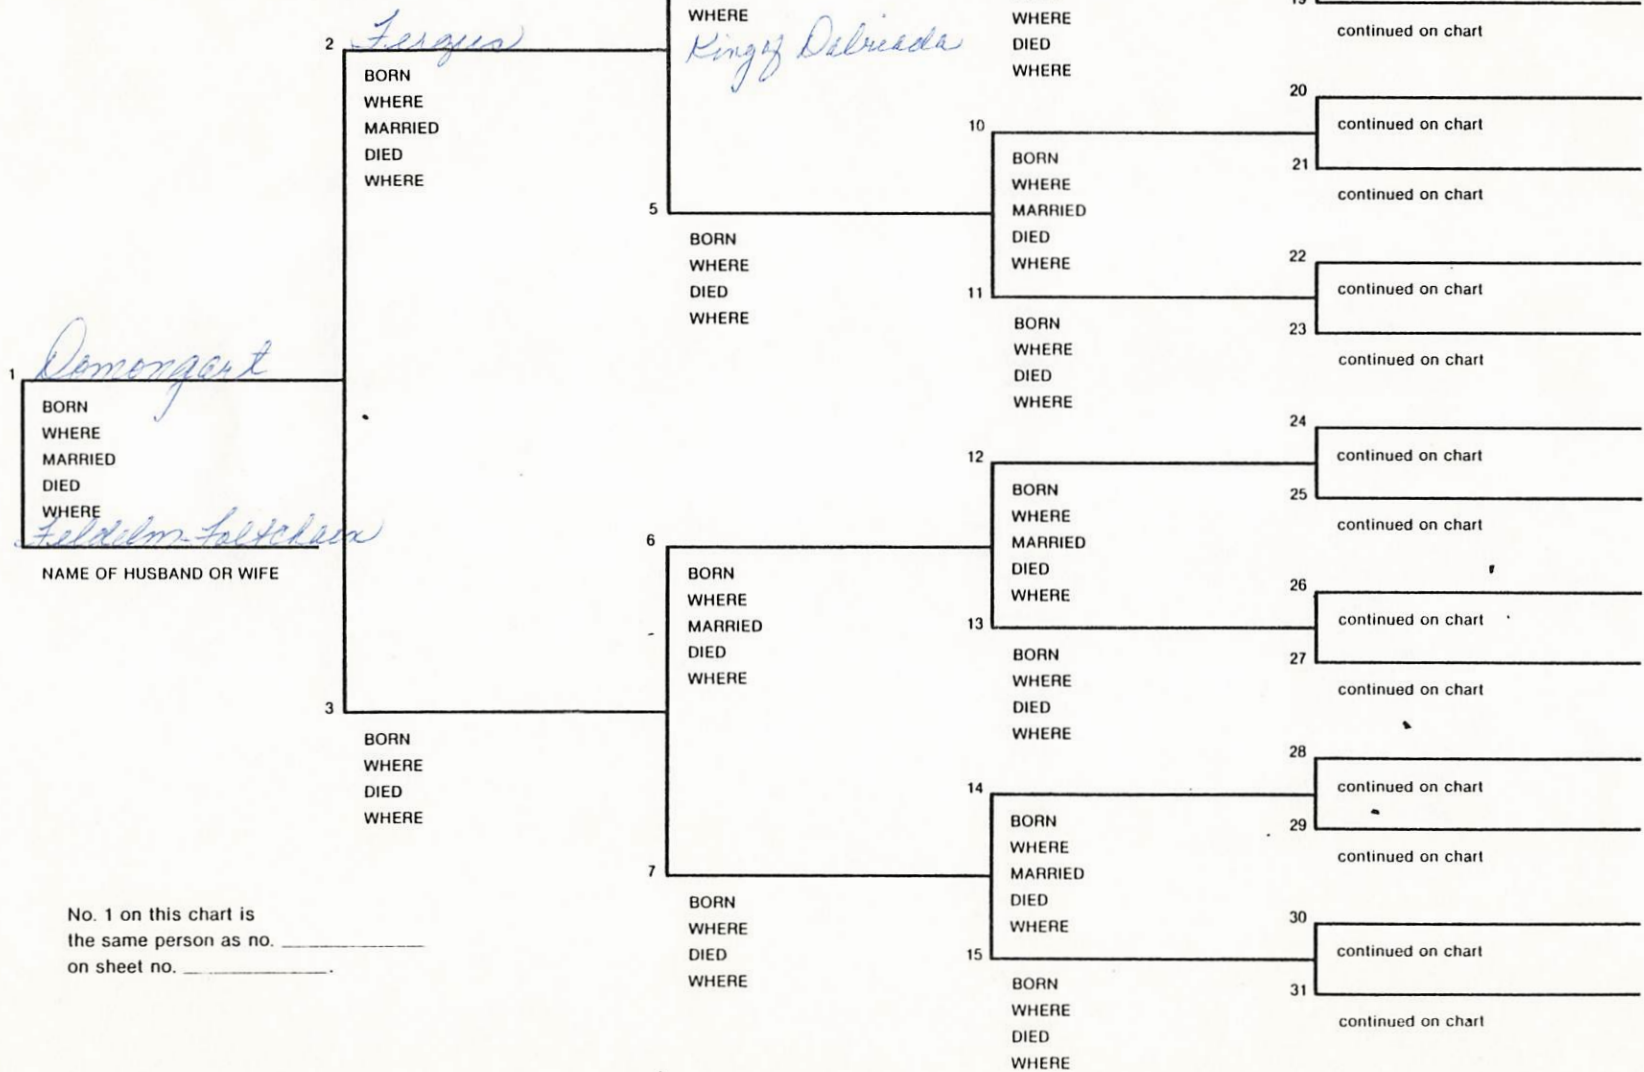 WHERE
King of Dalriada
2
Fergus
BORN
WHERE
MARRIED
DIED
WHERE
5
BORN
WHERE
DIED
WHERE
1
Domongart
BORN
WHERE
MARRIED
DIED
WHERE
Feldelm-Foltchain
NAME OF HUSBAND OR WIFE
3
BORN
WHERE
DIED
WHERE
6
BORN
WHERE
MARRIED
DIED
WHERE
7
BORN
WHERE
DIED
WHERE
WHERE
DIED
WHERE
10
BORN
WHERE
MARRIED
DIED
WHERE
11
BORN
WHERE
DIED
WHERE
12
BORN
WHERE
MARRIED
DIED
WHERE
13
BORN
WHERE
DIED
WHERE
14
BORN
WHERE
MARRIED
DIED
WHERE
15
BORN
WHERE
DIED
WHERE
19
continued on chart
20
continued on chart
21
continued on chart
22
continued on chart
23
continued on chart
24
continued on chart
25
continued on chart
26
continued on chart
27
continued on chart
28
continued on chart
29
continued on chart
30
continued on chart
31
continued on chart
No. 1 on this chart is
the same person as no.
on sheet no.